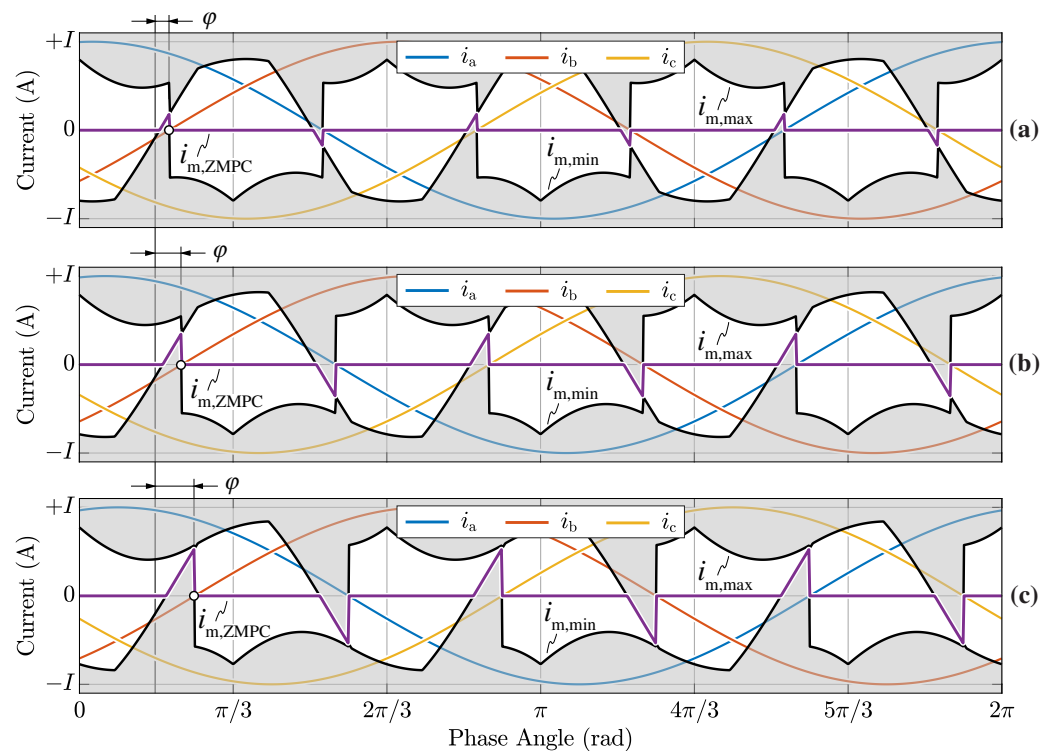 φ
+I
0
−I
Current (A)
i_a i_b i_c
i_m,ZMPC
i_m,min
i_m,max
(a)
φ
+I
0
−I
Current (A)
i_a i_b i_c
i_m,ZMPC
i_m,min
i_m,max
(b)
φ
+I
0
−I
Current (A)
i_a i_b i_c
i_m,ZMPC
i_m,min
i_m,max
(c)
0 π/3 2π/3 π 4π/3 5π/3 2π
Phase Angle (rad)